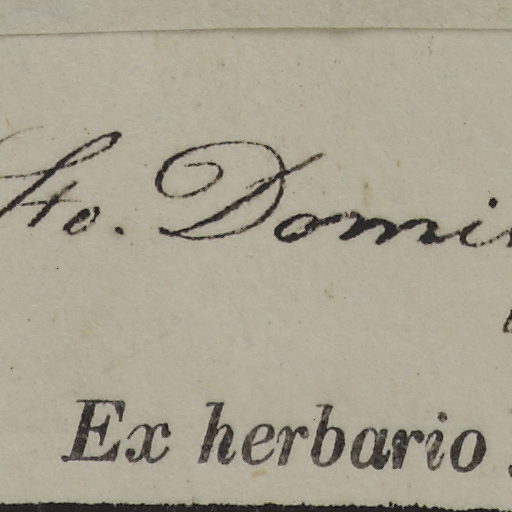 Sto. Domin
Ex herbario